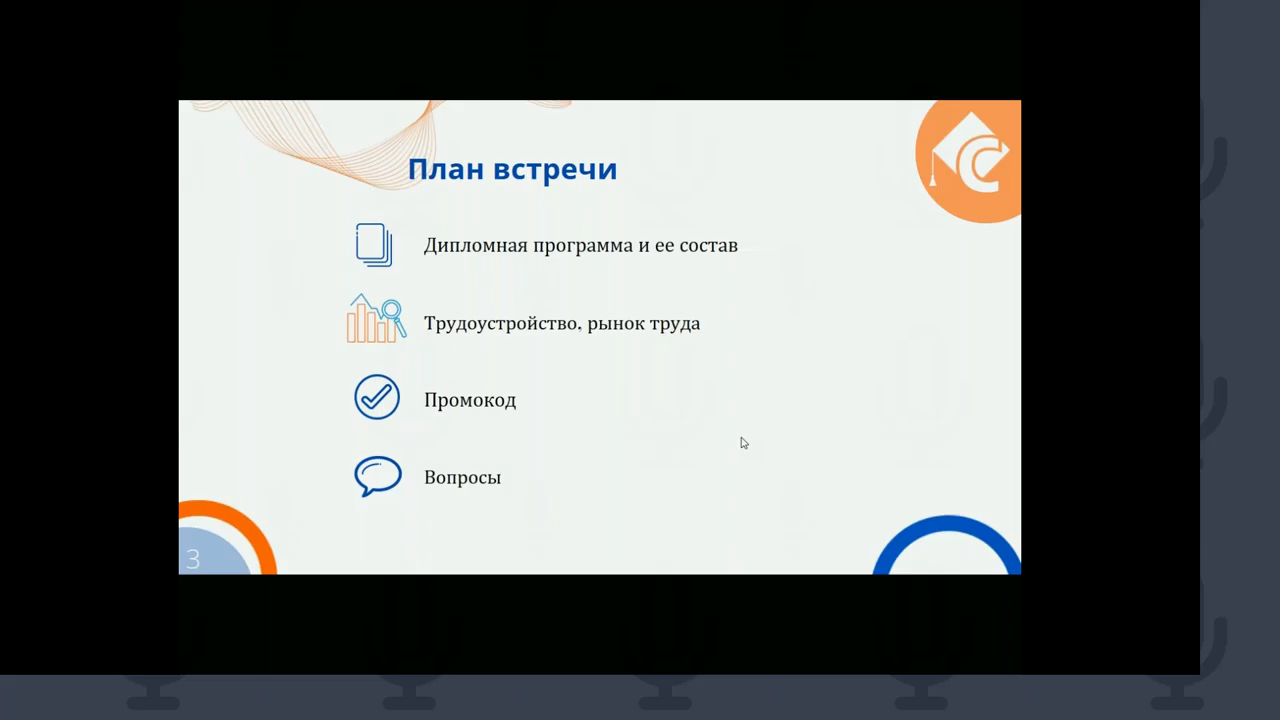 План встречи
Дипломная программа и ее состав
Трудоустройство, рынок труда
Промокод
Вопросы
3